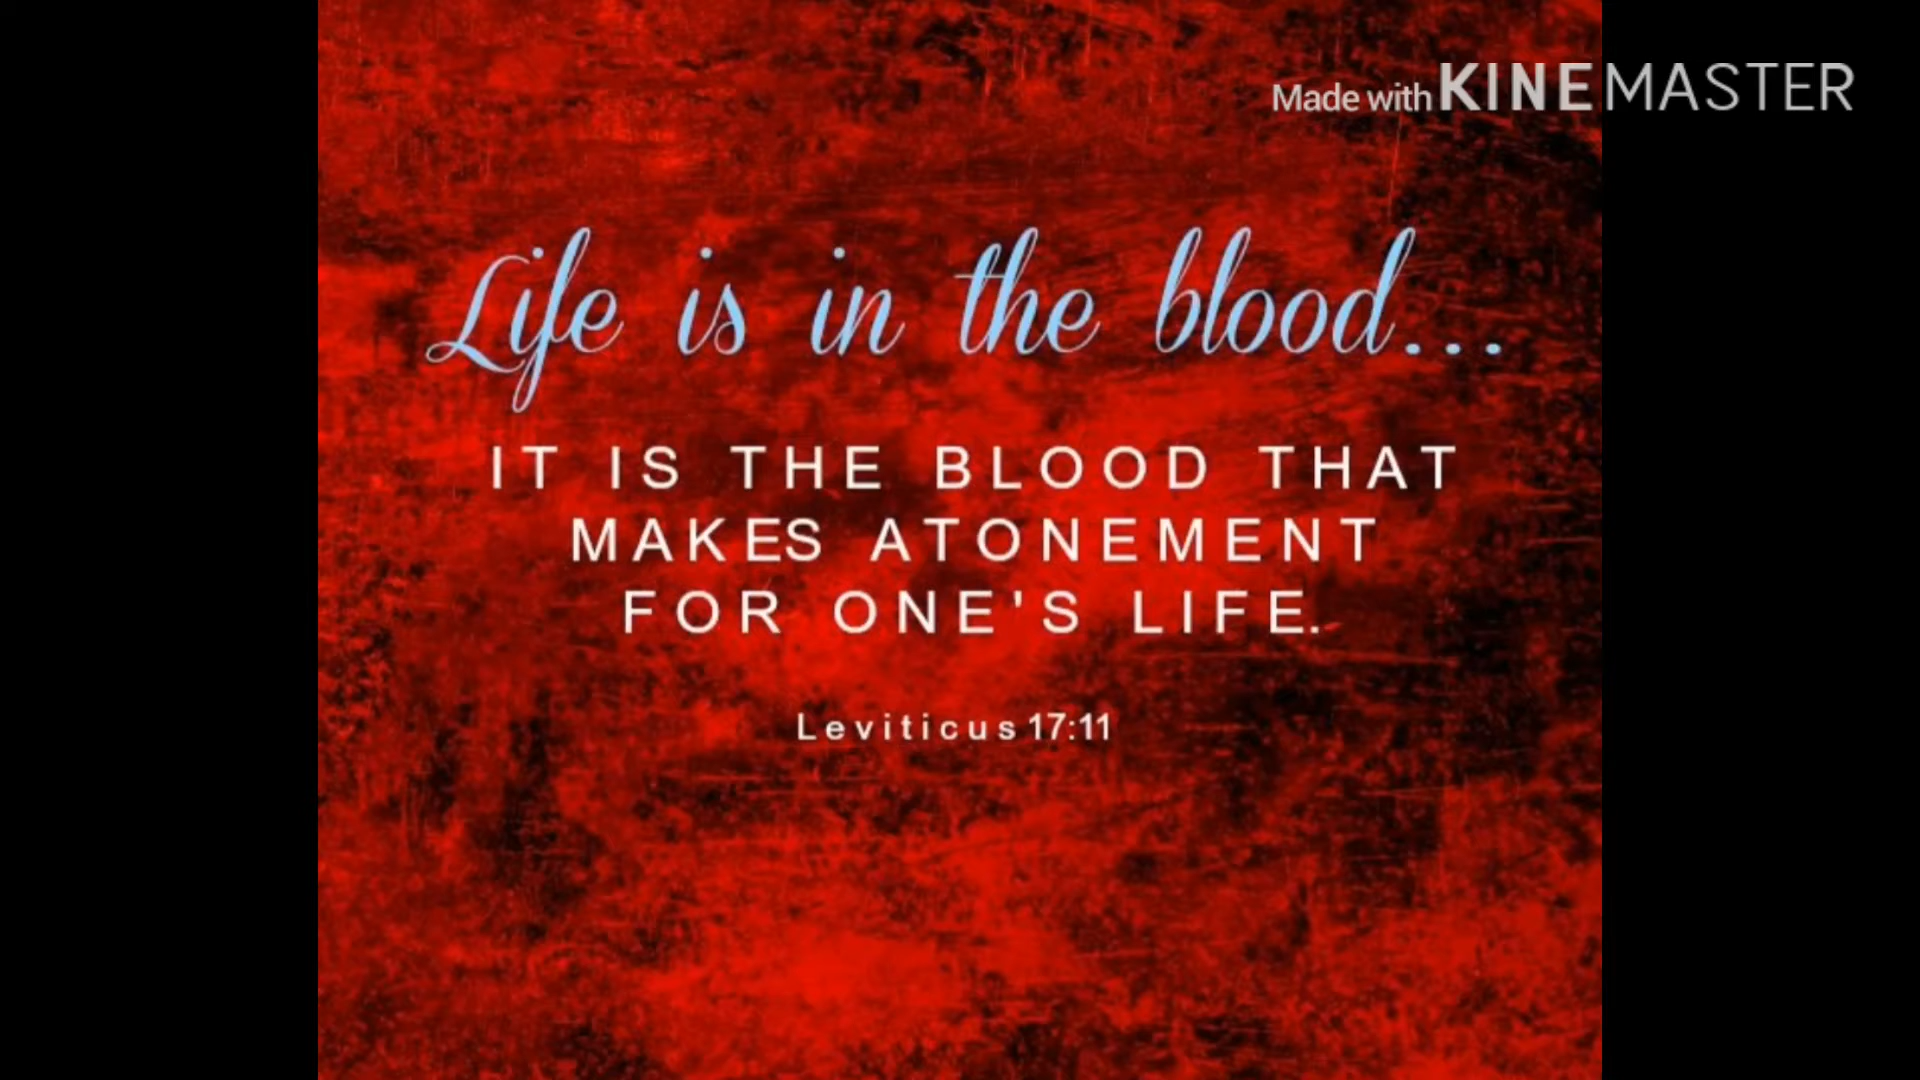 Made with KINEMASTER
Life is in the blood...
IT IS THE BLOOD THAT
MAKES ATONEMENT
FOR ONE'S LIFE.
Leviticus 17:11